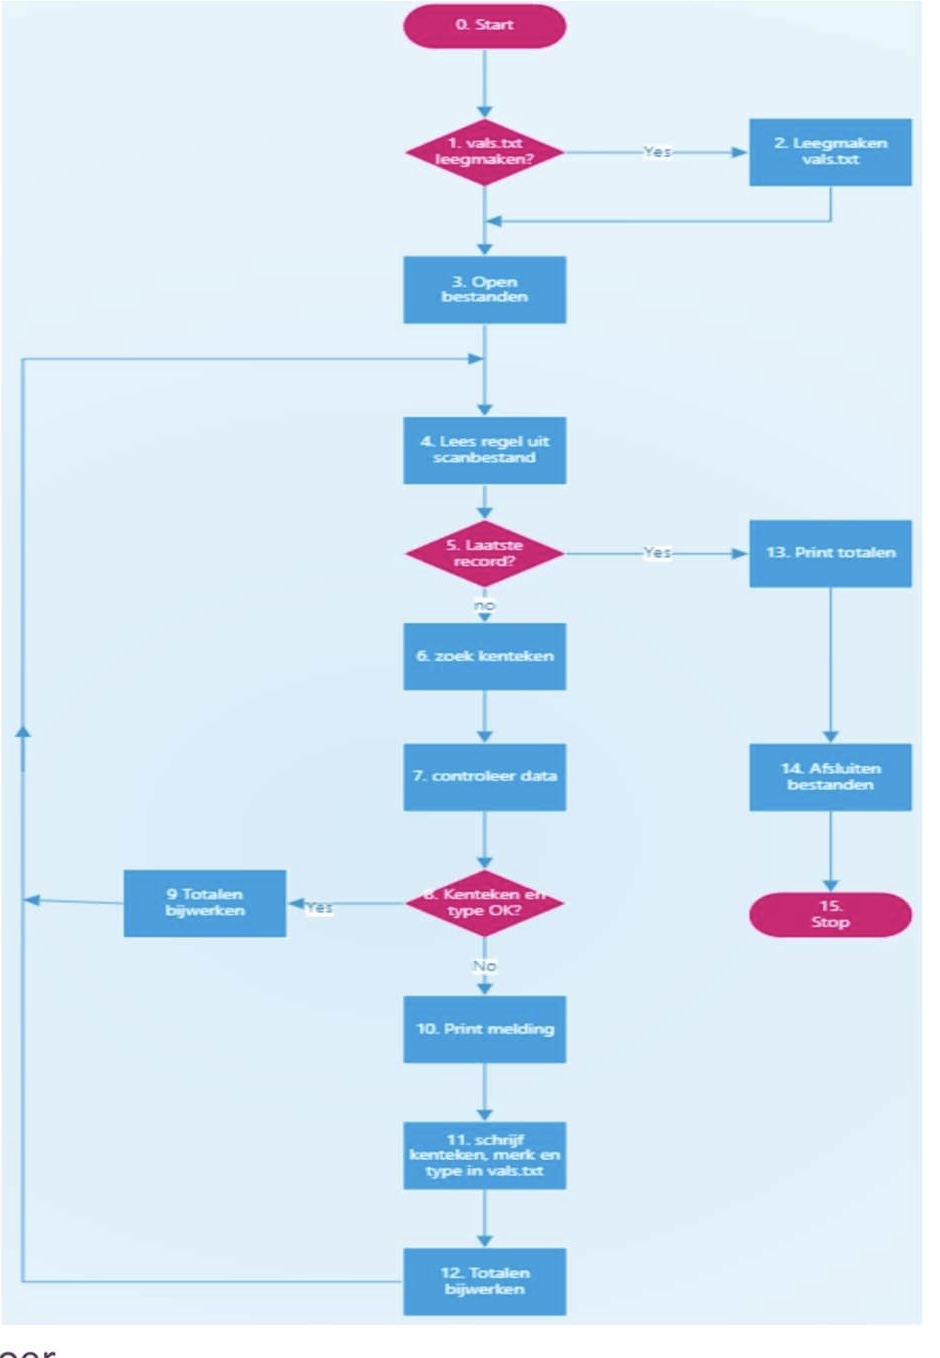 0. Start
1. vals.txt
leegmaken?
Yes
2. Leegmaken
vals.txt
3. Open
bestanden
4. Lees regel uit
scanbestand
5. Laatste
record?
Yes
13. Print totalen
no
6. zoek kenteken
7. controleer data
14. Afsluiten
bestanden
8. Kenteken en
type OK?
Yes
9 Totalen
bijwerken
15.
Stop
No
10. Print melding
11. schrijf
kenteken, merk en
type in vals.txt
12. Totalen
bijwerken